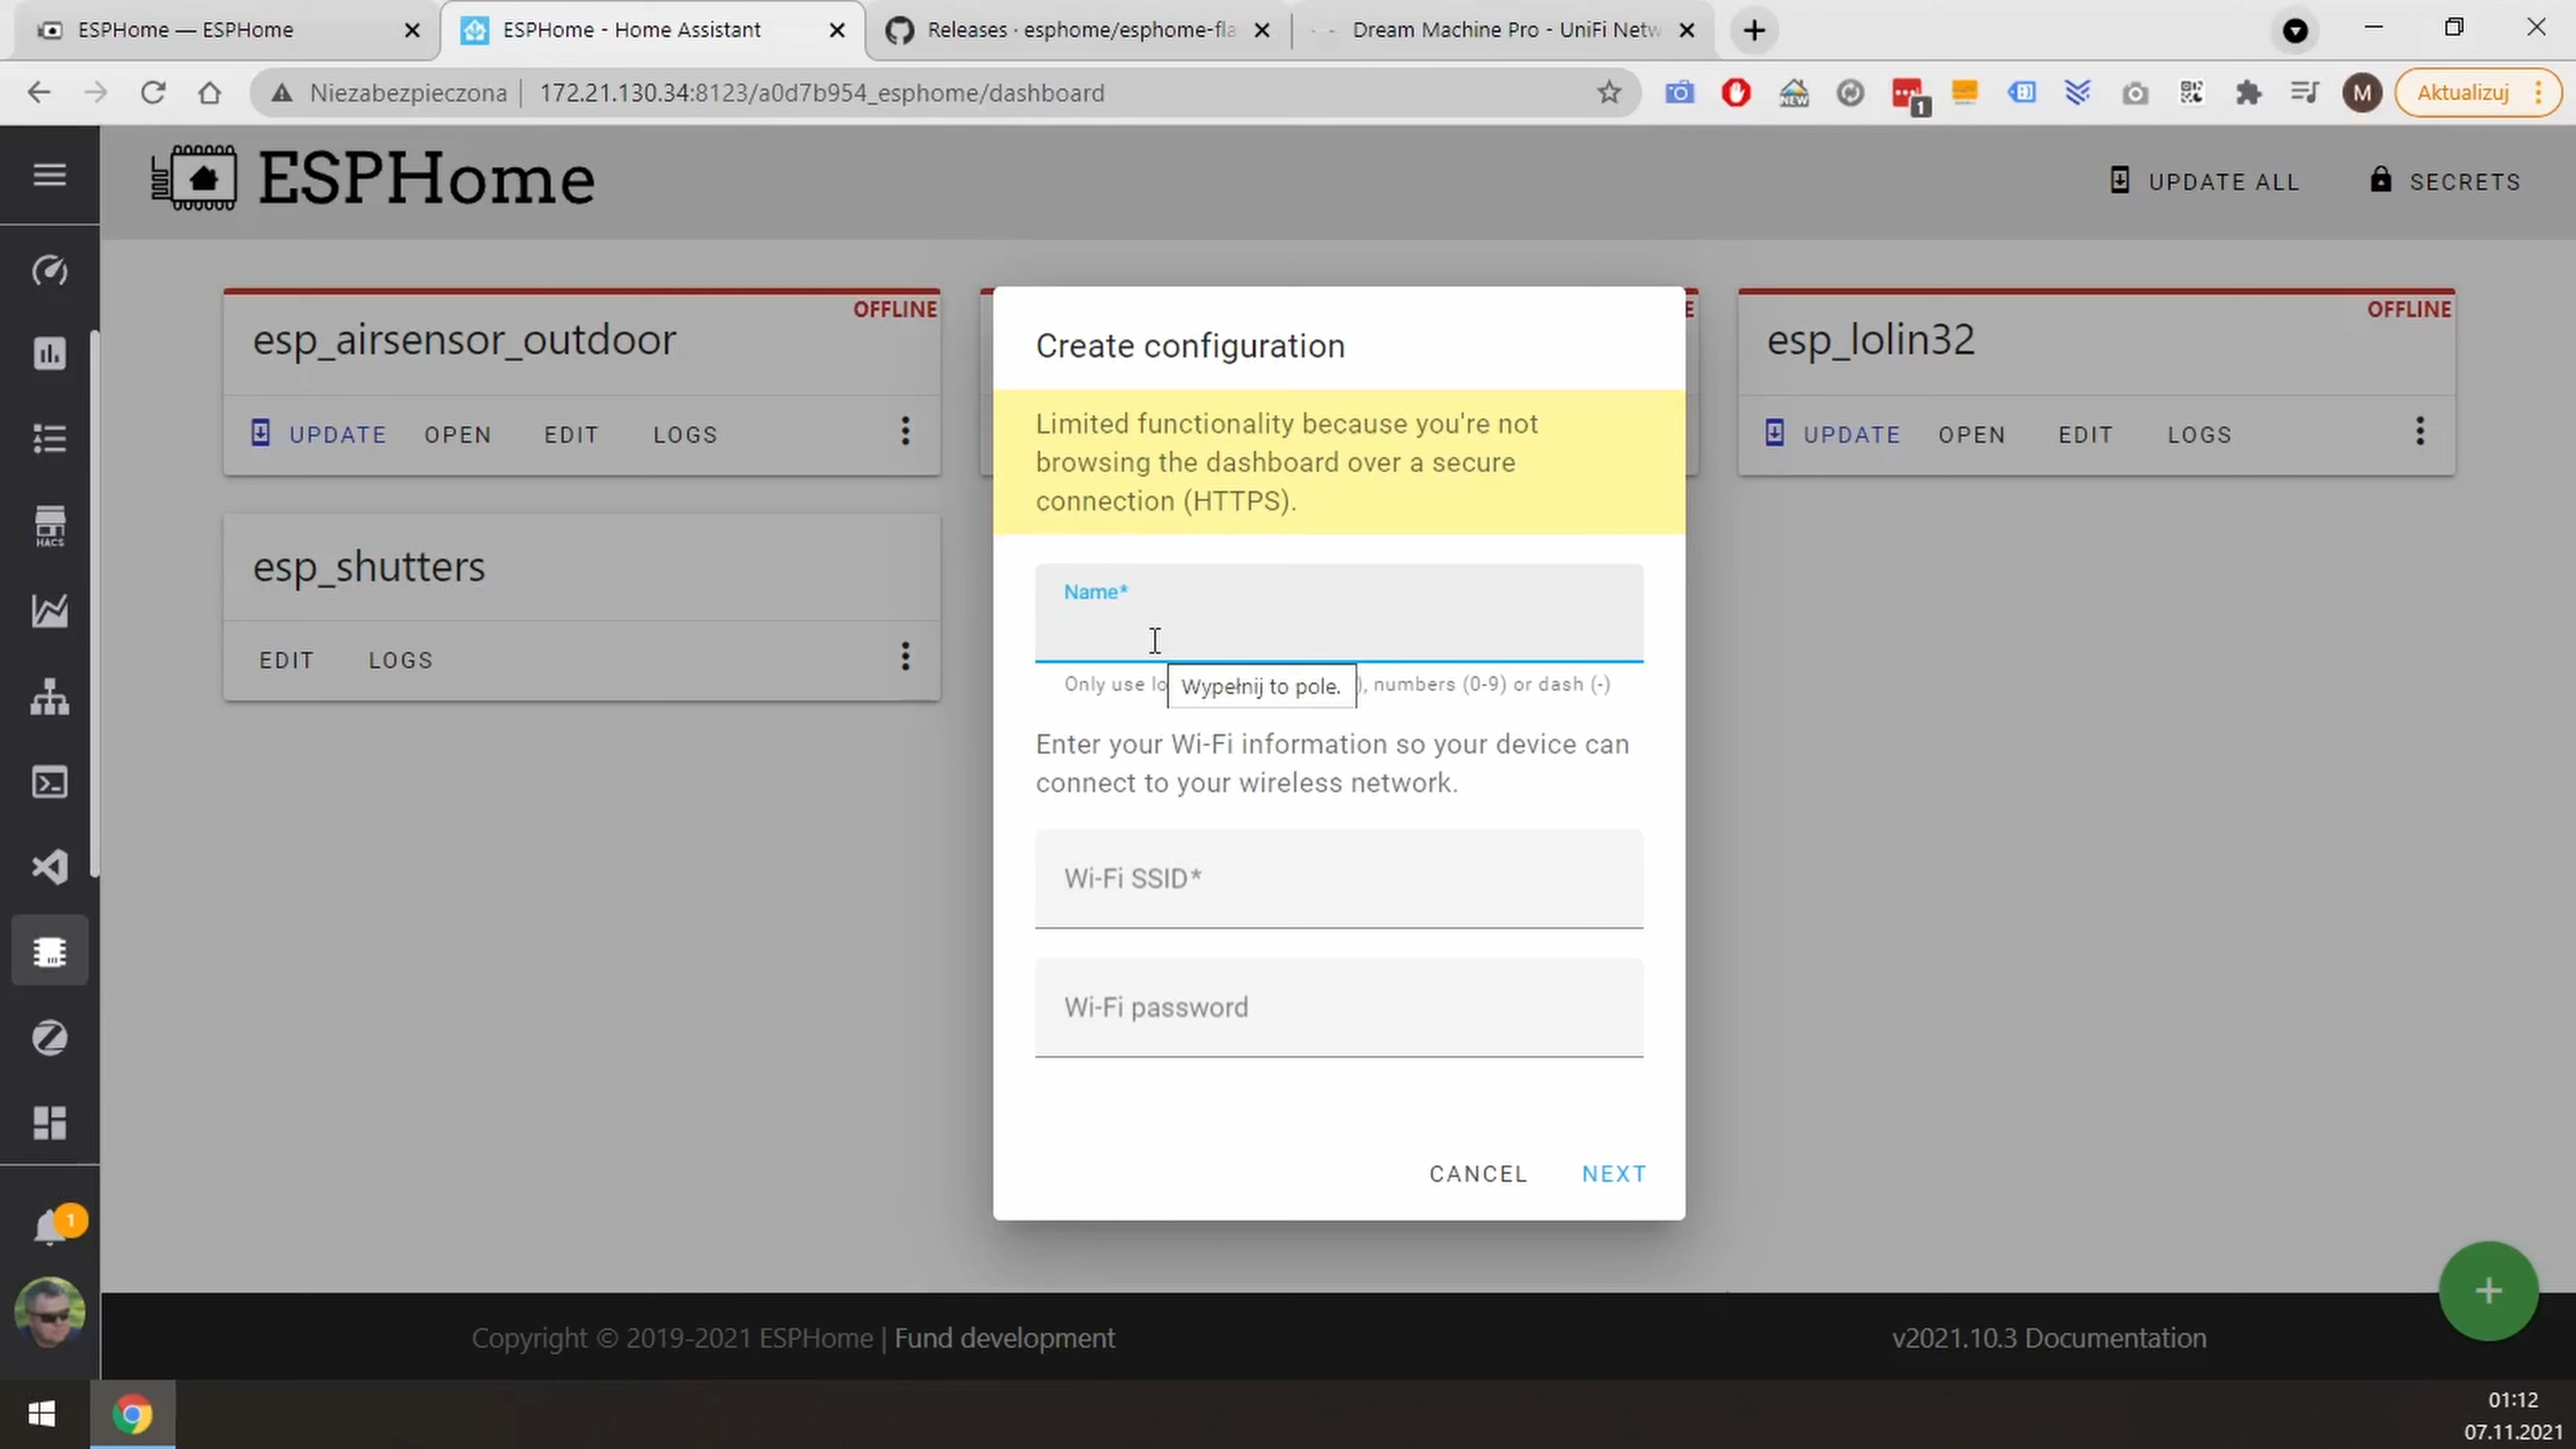 ESPHome — ESPHome
ESPHome - Home Assistant
Releases · esphome/esphome-fla
Dream Machine Pro - UniFi Netw
Niezabezpieczona
172.21.130.34:8123/a0d7b954_esphome/dashboard
NEW
1
M
Aktualizuj
ESPHome
UPDATE ALL
SECRETS
OFFLINE
esp_airsensor_outdoor
UPDATE OPEN EDIT LOGS
E
OFFLINE
esp_lolin32
UPDATE OPEN EDIT LOGS
esp_shutters
EDIT LOGS
HACS
Create configuration
Limited functionality because you're not
browsing the dashboard over a secure
connection (HTTPS).
Name*
Only use lo
Wypełnij to pole.
), numbers (0-9) or dash (-)
Enter your Wi-Fi information so your device can
connect to your wireless network.
Wi-Fi SSID*
Wi-Fi password
CANCEL NEXT
1
Copyright © 2019-2021 ESPHome | Fund development
v2021.10.3 Documentation
01:12
07.11.2021